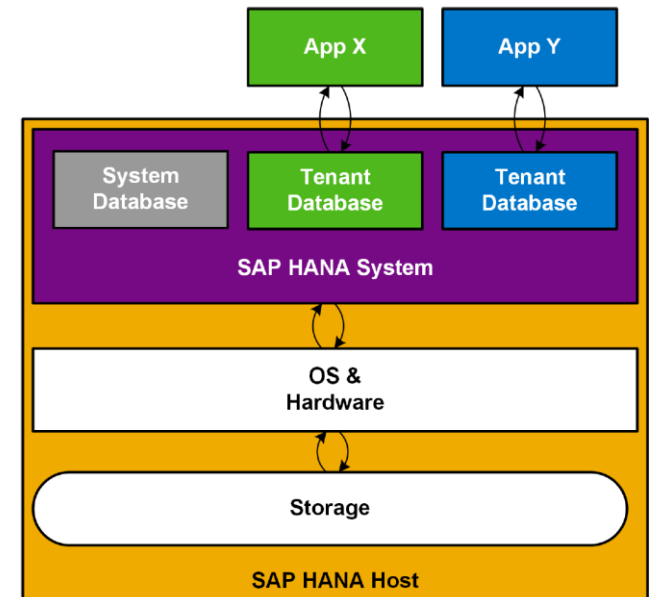 App X
App Y
System
Database
Tenant
Database
Tenant
Database
SAP HANA System
OS &
Hardware
Storage
SAP HANA Host